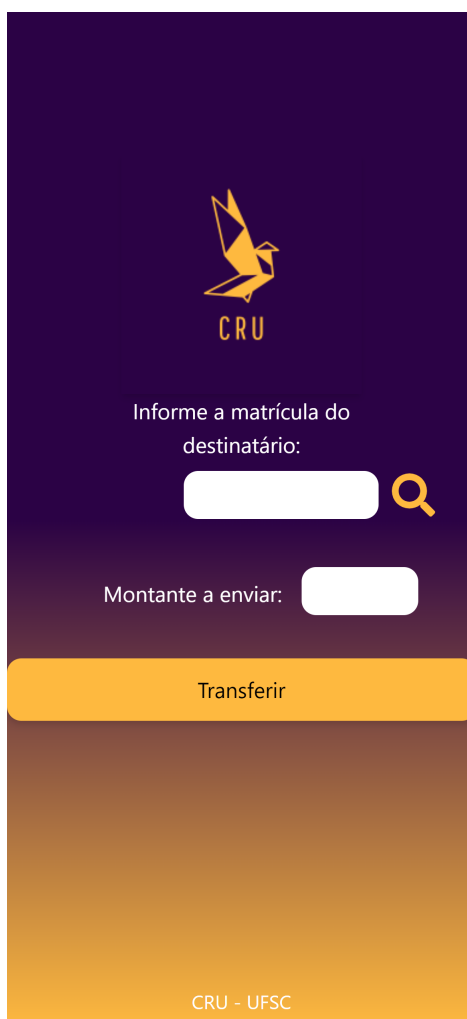 CRU
Informe a matrícula do
destinatário:
Montante a enviar:
Transferir
CRU - UFSC